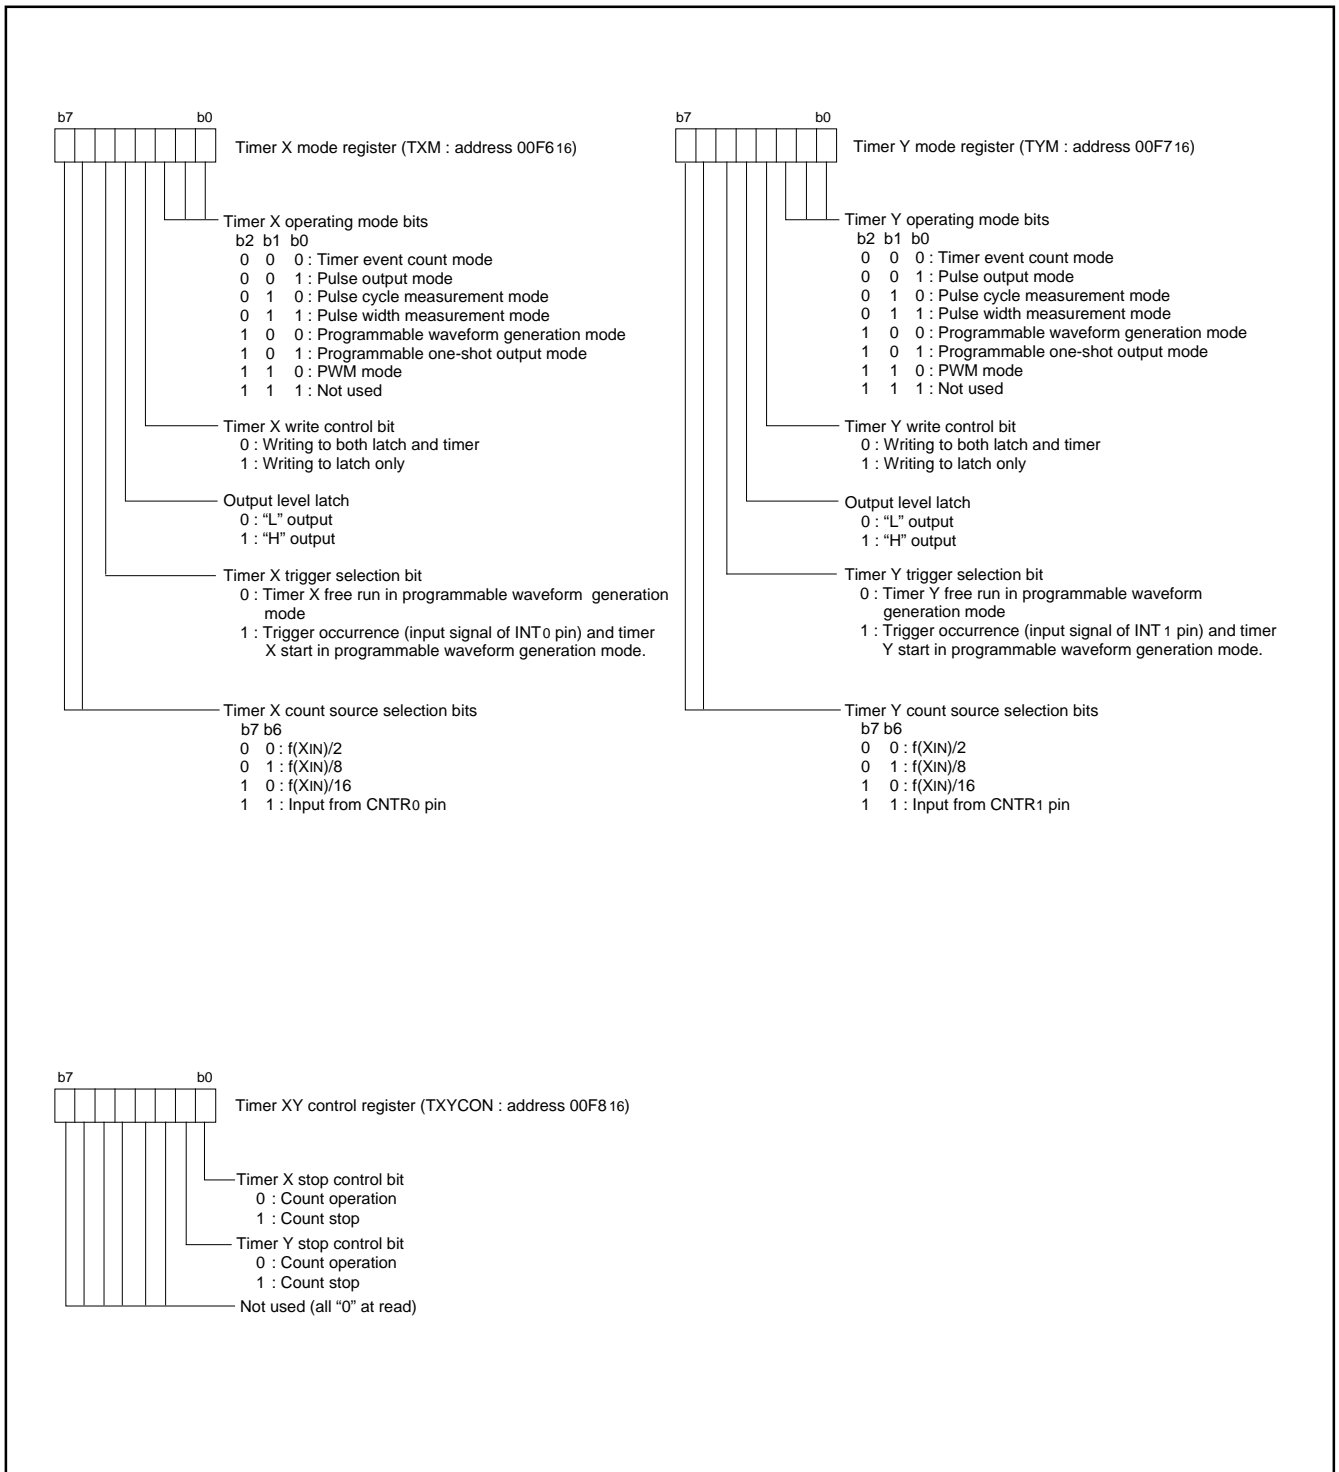 b7 b0
Timer X mode register (TXM : address 00F616)
Timer X operating mode bits
b2 b1 b0
0 0 0 : Timer event count mode
0 0 1 : Pulse output mode
0 1 0 : Pulse cycle measurement mode
0 1 1 : Pulse width measurement mode
1 0 0 : Programmable waveform generation mode
1 0 1 : Programmable one-shot output mode
1 1 0 : PWM mode
1 1 1 : Not used
Timer X write control bit
0 : Writing to both latch and timer
1 : Writing to latch only
Output level latch
0 : “L” output
1 : “H” output
Timer X trigger selection bit
0 : Timer X free run in programmable waveform generation
mode
1 : Trigger occurrence (input signal of INT0 pin) and timer
X start in programmable waveform generation mode.
Timer X count source selection bits
b7 b6
0 0 : f(XIN)/2
0 1 : f(XIN)/8
1 0 : f(XIN)/16
1 1 : Input from CNTR0 pin
b7 b0
Timer Y mode register (TYM : address 00F716)
Timer Y operating mode bits
b2 b1 b0
0 0 0 : Timer event count mode
0 0 1 : Pulse output mode
0 1 0 : Pulse cycle measurement mode
0 1 1 : Pulse width measurement mode
1 0 0 : Programmable waveform generation mode
1 0 1 : Programmable one-shot output mode
1 1 0 : PWM mode
1 1 1 : Not used
Timer Y write control bit
0 : Writing to both latch and timer
1 : Writing to latch only
Output level latch
0 : “L” output
1 : “H” output
Timer Y trigger selection bit
0 : Timer Y free run in programmable waveform
generation mode
1 : Trigger occurrence (input signal of INT1 pin) and timer
Y start in programmable waveform generation mode.
Timer Y count source selection bits
b7 b6
0 0 : f(XIN)/2
0 1 : f(XIN)/8
1 0 : f(XIN)/16
1 1 : Input from CNTR1 pin
b7 b0
Timer XY control register (TXYCON : address 00F816)
Timer X stop control bit
0 : Count operation
1 : Count stop
Timer Y stop control bit
0 : Count operation
1 : Count stop
Not used (all “0” at read)